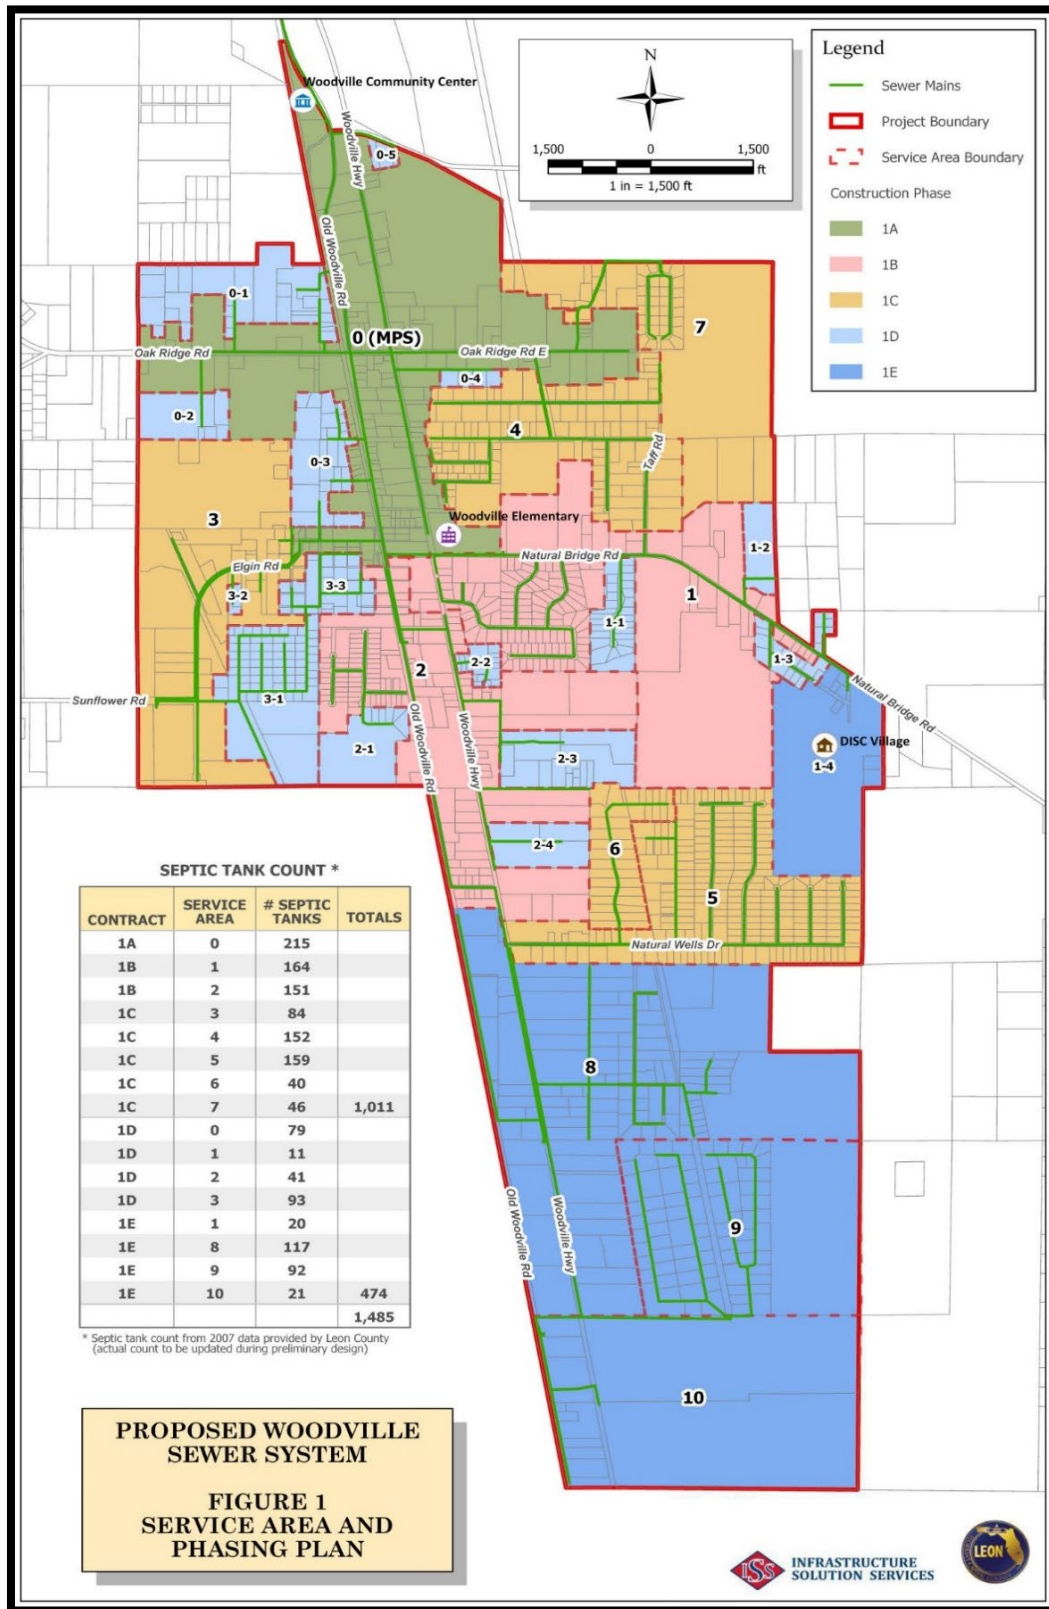 Woodville Community Center
Woodville Hwy
0-5
N
1,500 0 1,500
ft
1 in = 1,500 ft
Legend
Sewer Mains
Project Boundary
Service Area Boundary
Construction Phase
1A
1B
1C
1D
1E
Old Woodville Rd
0-1
7
0 (MPS)
Oak Ridge Rd
Oak Ridge Rd E
0-4
0-2
4
Taff Rd
0-3
3
Woodville Elementary
Natural Bridge Rd
1-2
Elgin Rd
3-3
3-2
1
1-1
2-2
2
1-3
3-1
Sunflower Rd
Natural Bridge Rd
Old Woodville Rd
Woodville Hwy
2-1
2-3
DISC Village
1-4
2-4
6
5
Natural Wells Dr
SEPTIC TANK COUNT *
CONTRACT SERVICE AREA # SEPTIC TANKS TOTALS
1A 0 215
1B 1 164
1B 2 151
1C 3 84
1C 4 152
1C 5 159
1C 6 40
1C 7 46 1,011
1D 0 79
1D 1 11
1D 2 41
1D 3 93
1E 1 20
1E 8 117
1E 9 92
1E 10 21 474
1,485
* Septic tank count from 2007 data provided by Leon County
(actual count to be updated during preliminary design)
8
Old Woodville Rd
Woodville Hwy
9
10
PROPOSED WOODVILLE
SEWER SYSTEM
FIGURE 1
SERVICE AREA AND
PHASING PLAN
ISS
INFRASTRUCTURE
SOLUTION SERVICES
LEON